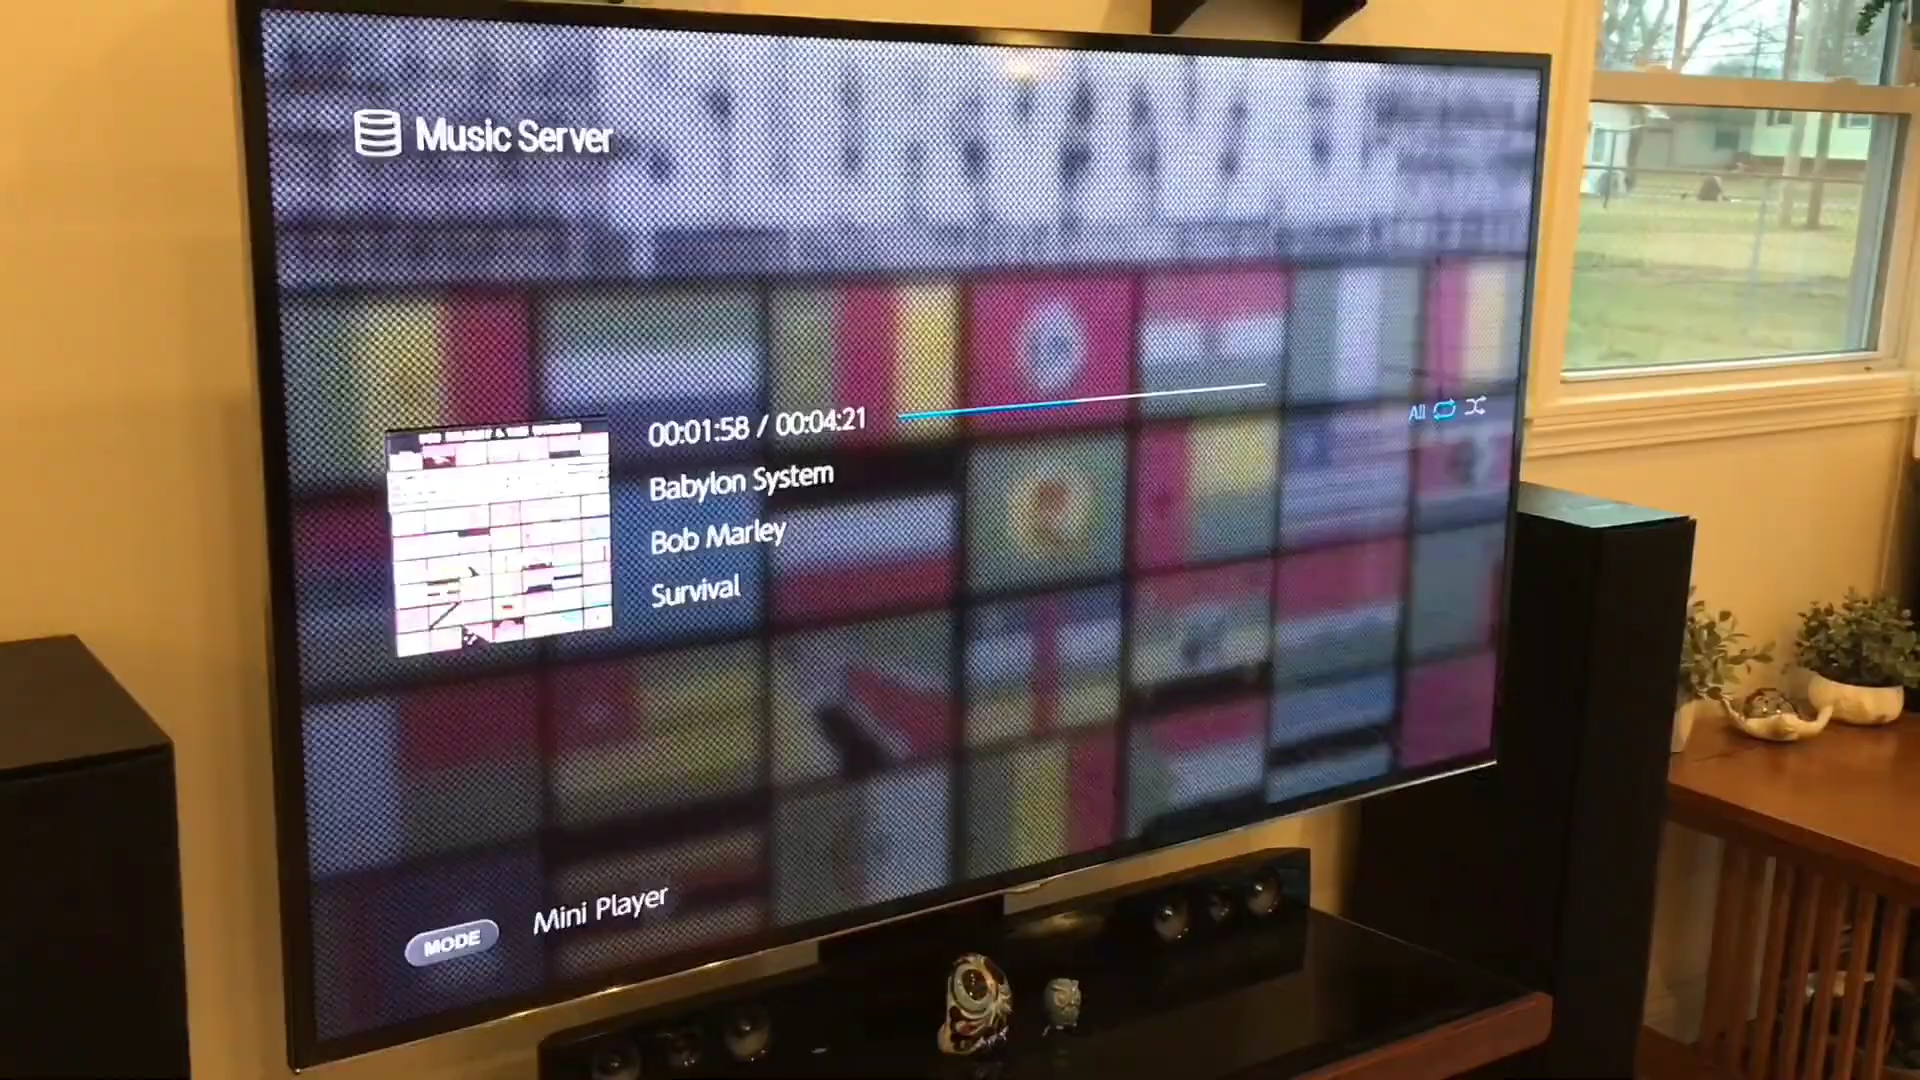 Music Server
00:01:58 / 00:04:21
All
Babylon System
Bob Marley
Survival
MODE
Mini Player